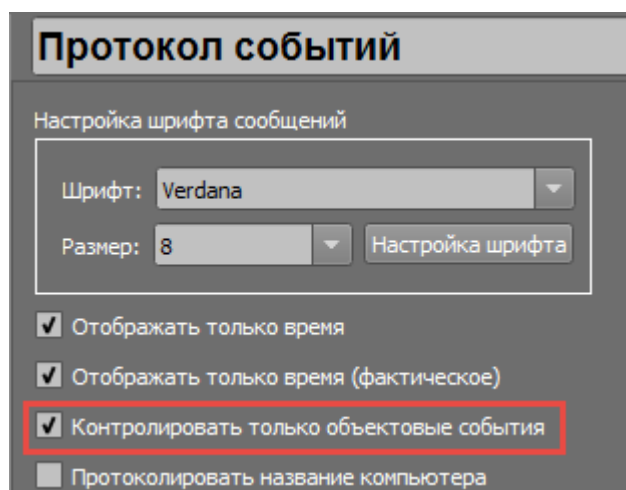 Протокол событий
Настройка шрифта сообщений
Шрифт: Verdana
Размер: 8 Настройка шрифта
Отображать только время
Отображать только время (фактическое)
Контролировать только объектовые события
Протоколировать название компьютера